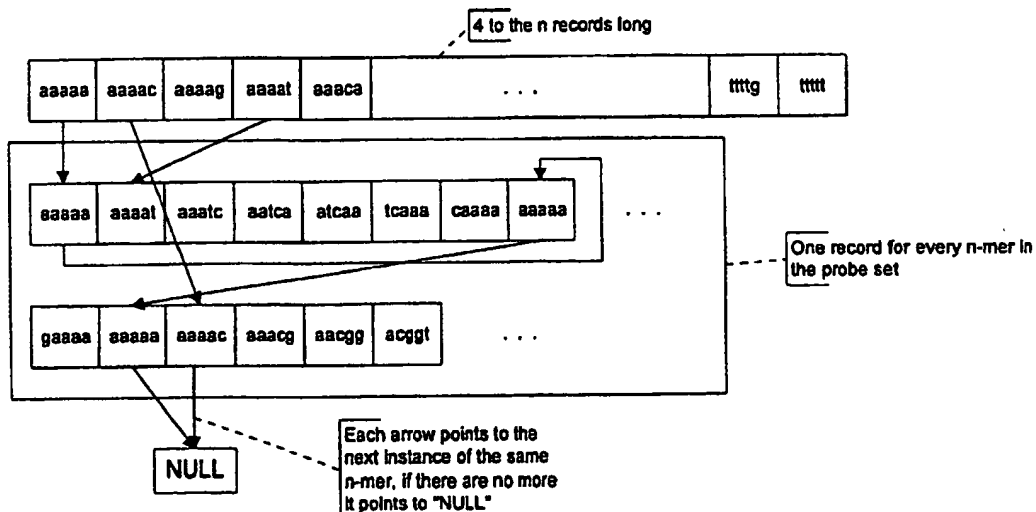 4 to the n records long
aaaaa aaaac aaaag aaaat aaaca . . . ttttg ttttt
aaaaa aaaat aaatc aatca atcaa tcaaa caaaa aaaaa . . .
One record for every n-mer in
the probe set
gaaaa aaaaa aaaac aaacg aacgg acggt . . .
Each arrow points to the
next instance of the same
n-mer, if there are no more
it points to "NULL"
NULL